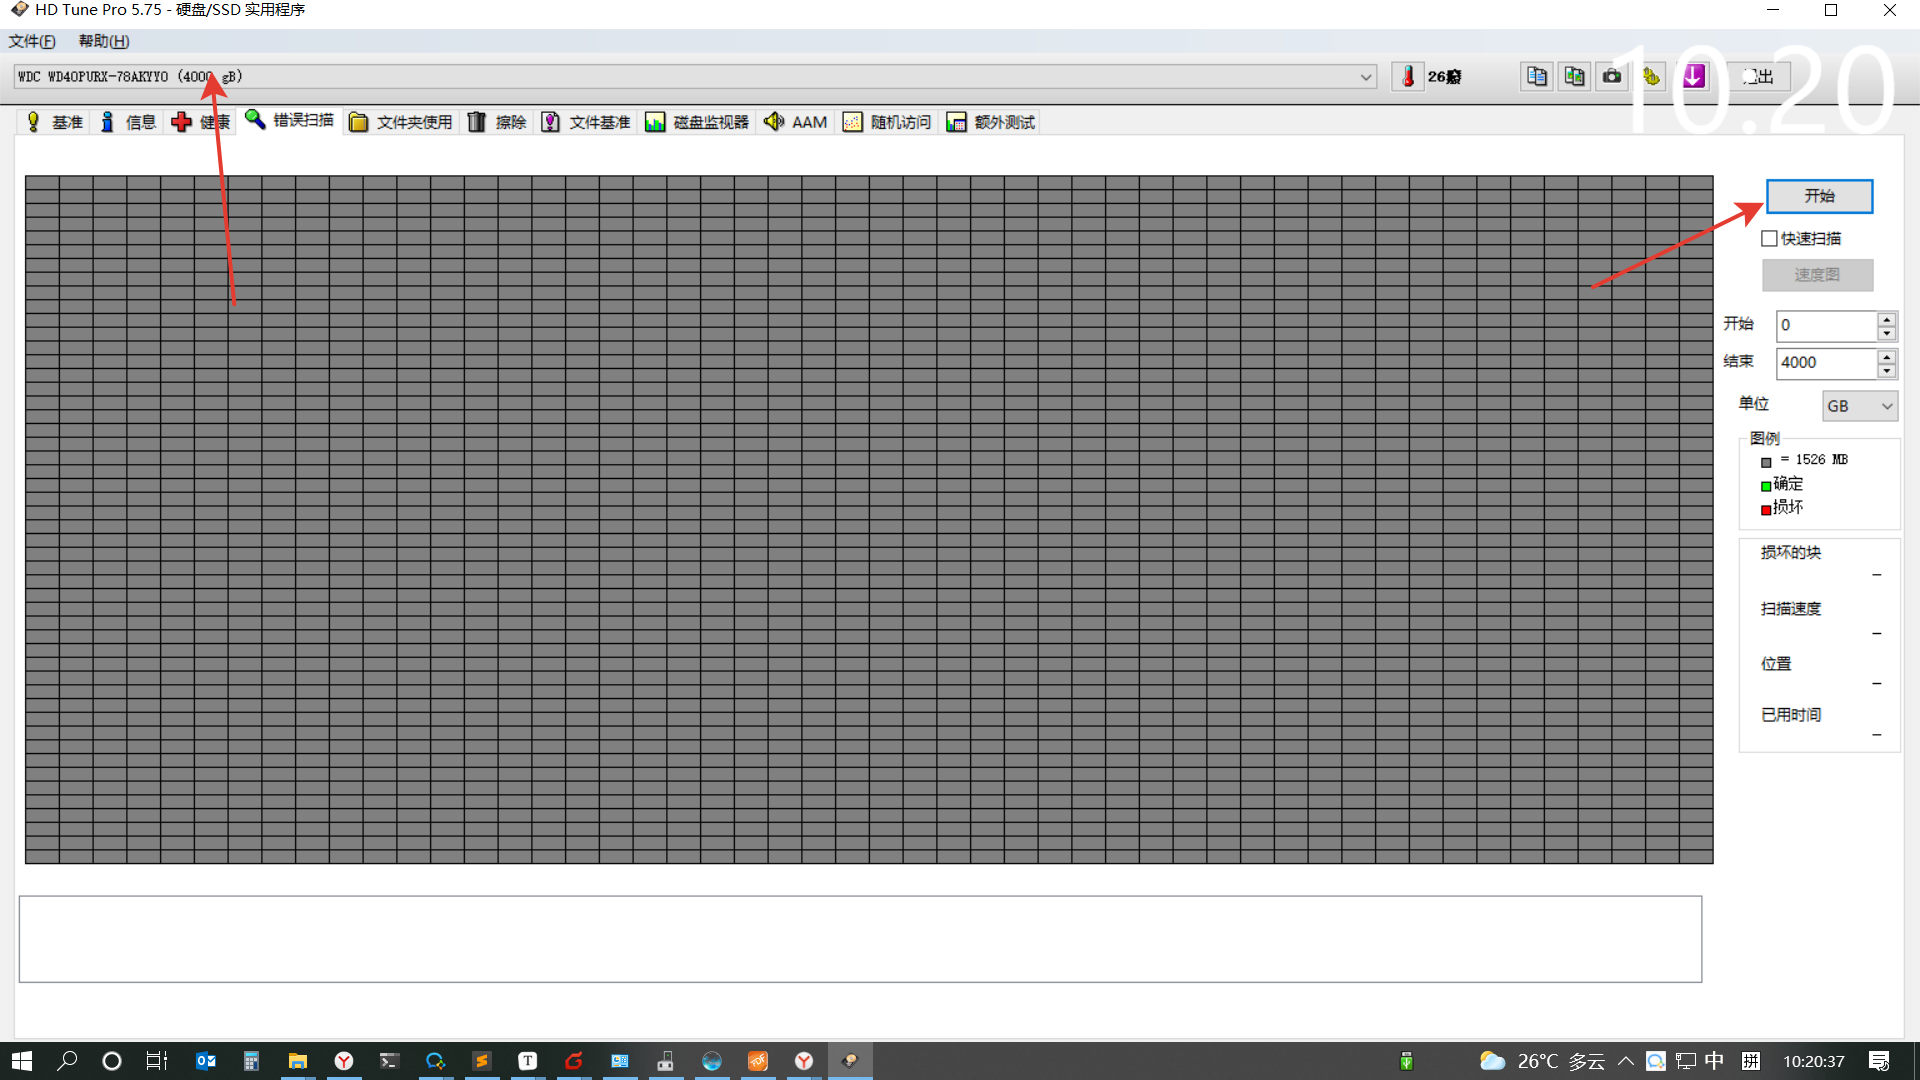 HD Tune Pro 5.75 - 硬盘/SSD 实用程序
文件(F) 帮助(H)
WDC WD40PURX-78AKYY0 (4000 gB)
26癈
出
10.20
基准 信息 健康 错误扫描 文件夹使用 擦除 文件基准 磁盘监视器 AAM 随机访问 额外测试
开始
快速扫描
速度图
开始 0
结束 4000
单位 GB
图例
= 1526 MB
确定
损坏
损坏的块
-
扫描速度
-
位置
-
已用时间
-
26°C 多云 中 拼 10:20:37